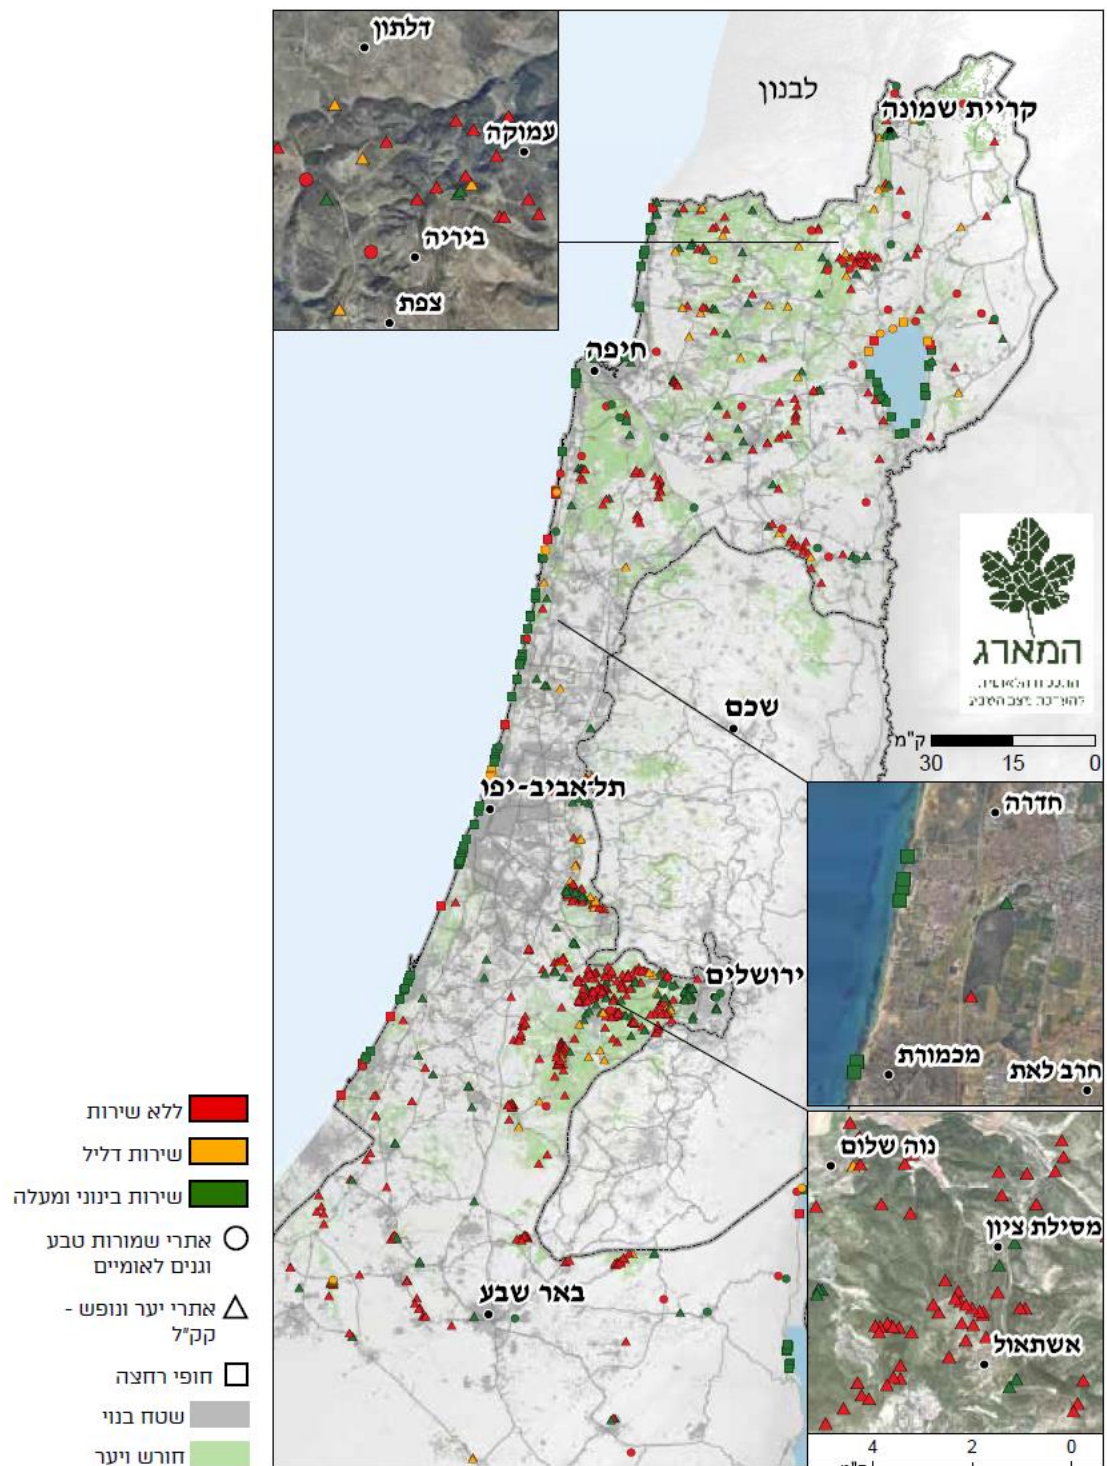 דלתון
עמוקה
ביריה
צפת
לבנון
קריית שמונה
חיפה
המארג
שכם
ק"מ
30 15 0
תל־אביב-יפו
חדרה
מכמורת
חרב לאת
ירושלים
נוה שלום
מסילת ציון
אשתאול
4 2 0
באר שבע
ללא שירות
שירות דליל
שירות בינוני ומעלה
אתרי שמורות טבע
וגנים לאומיים
אתרי יער ונופש -
קק"ל
חופי רחצה
שטח בנוי
חורש ויער